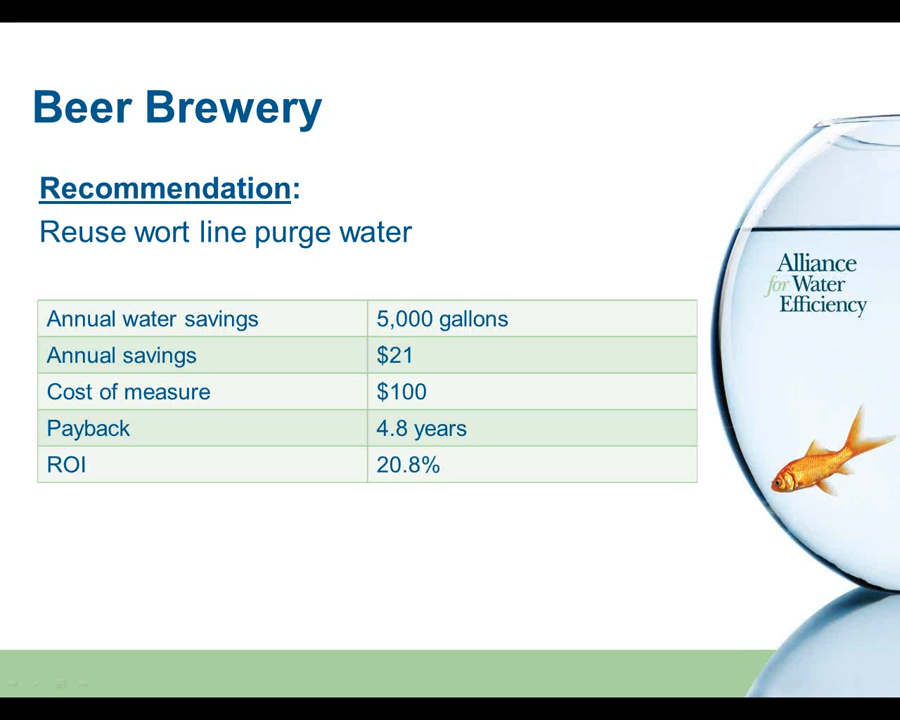 Beer Brewery
Recommendation:
Reuse wort line purge water
Alliance
for Water
Efficiency
Annual water savings 5,000 gallons
Annual savings $21
Cost of measure $100
Payback 4.8 years
ROI 20.8%